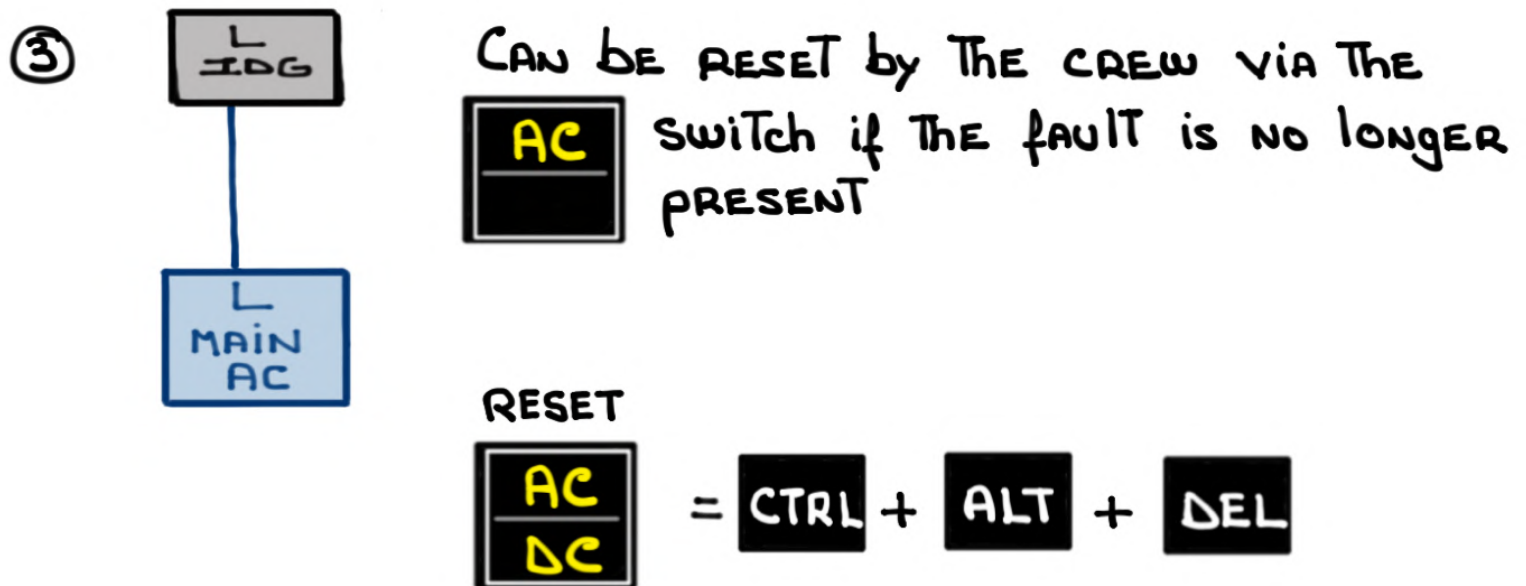 ③
L
IDG
CAN bE RESET by ThE CREW ViA ThE
AC
SwiTch if ThE fAulT is No loNgER
pRESENT
L
MAiN
AC
RESET
AC
DC
= CTRL + ALT + DEL